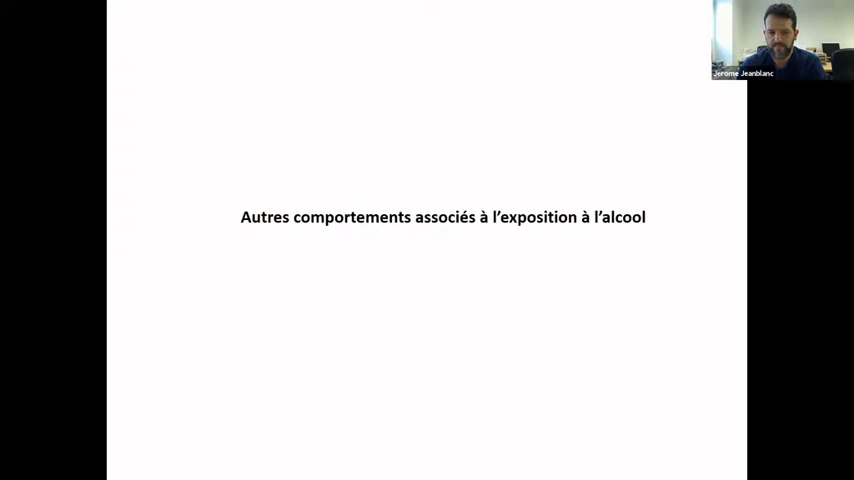 Jerome Jeanblanc
Autres comportements associés à l’exposition à l’alcool